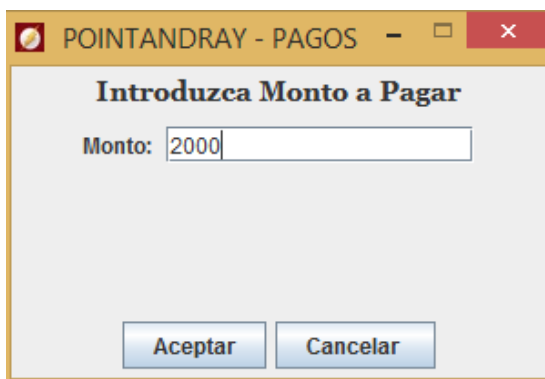 POINTANDRAY - PAGOS
Introduzca Monto a Pagar
Monto: 2000
Aceptar Cancelar